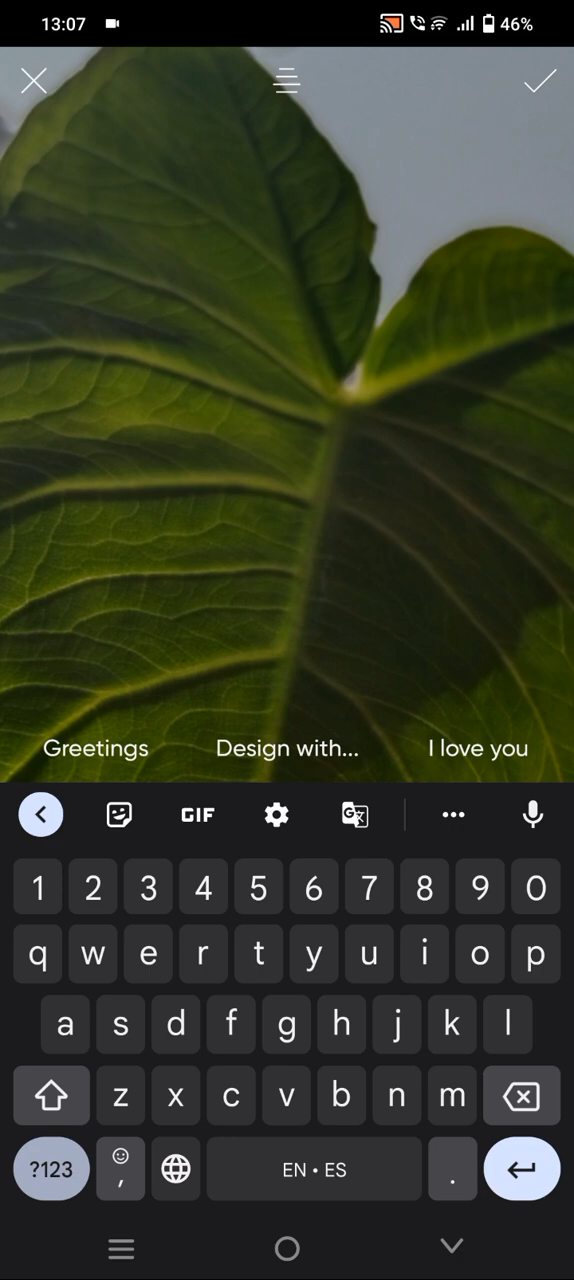 13:07 46%
Greetings Design with... I love you
GIF
1 2 3 4 5 6 7 8 9 0
q w e r t y u i o p
a s d f g h j k l
z x c v b n m
?123 , EN • ES .